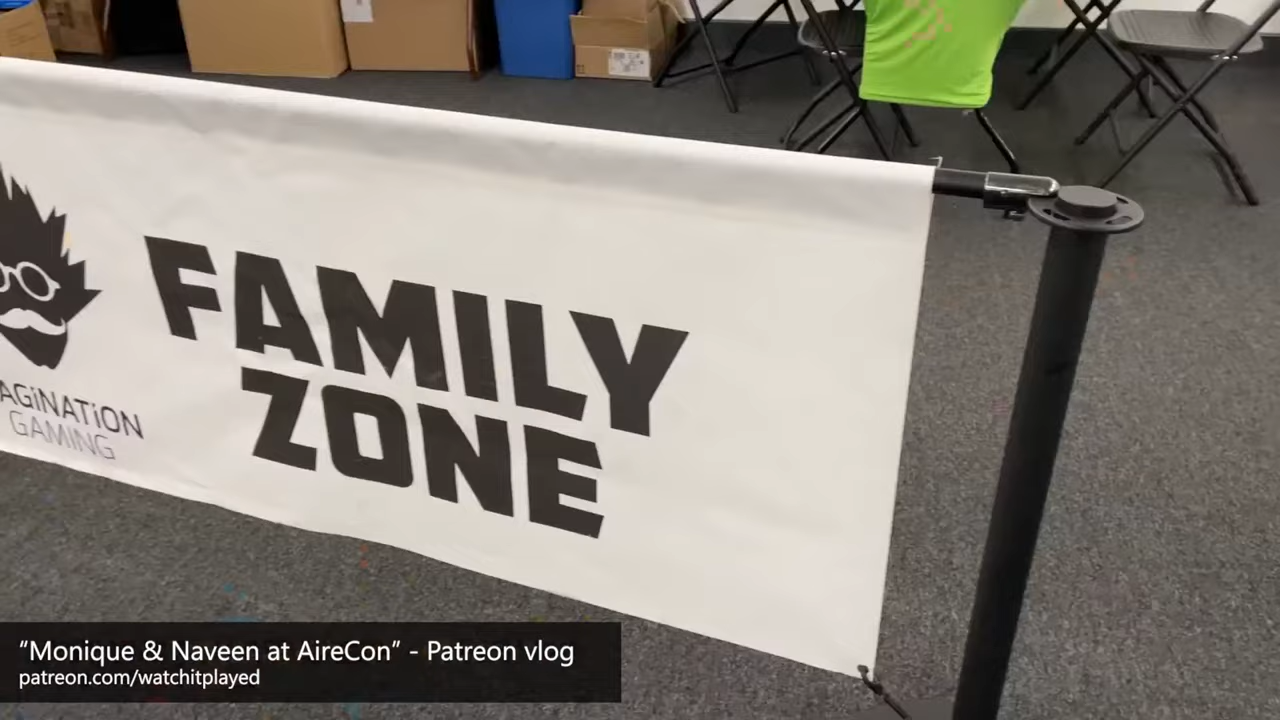 FAMILY
ZONE
AGiNATiON
GAMING
“Monique & Naveen at AireCon” - Patreon vlog
patreon.com/watchitplayed